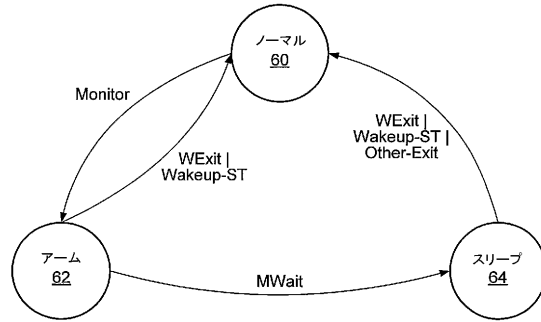 ノーマル
60
Monitor
WExit |
Wakeup-ST
WExit |
Wakeup-ST |
Other-Exit
アーム
62
MWait
スリープ
64